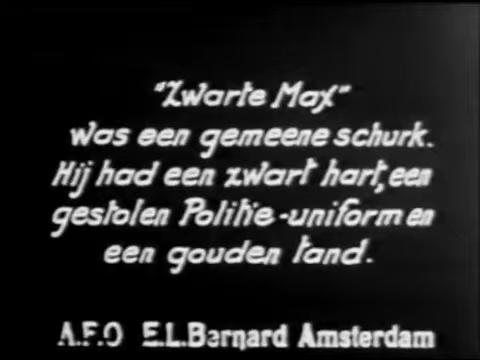 "Zwarte Max"
was een gemeene schurk.
Hij had een zwart hart, een
gestolen Politie-uniform en
een gouden tand.
A.F.O E.L.Barnard Amsterdam